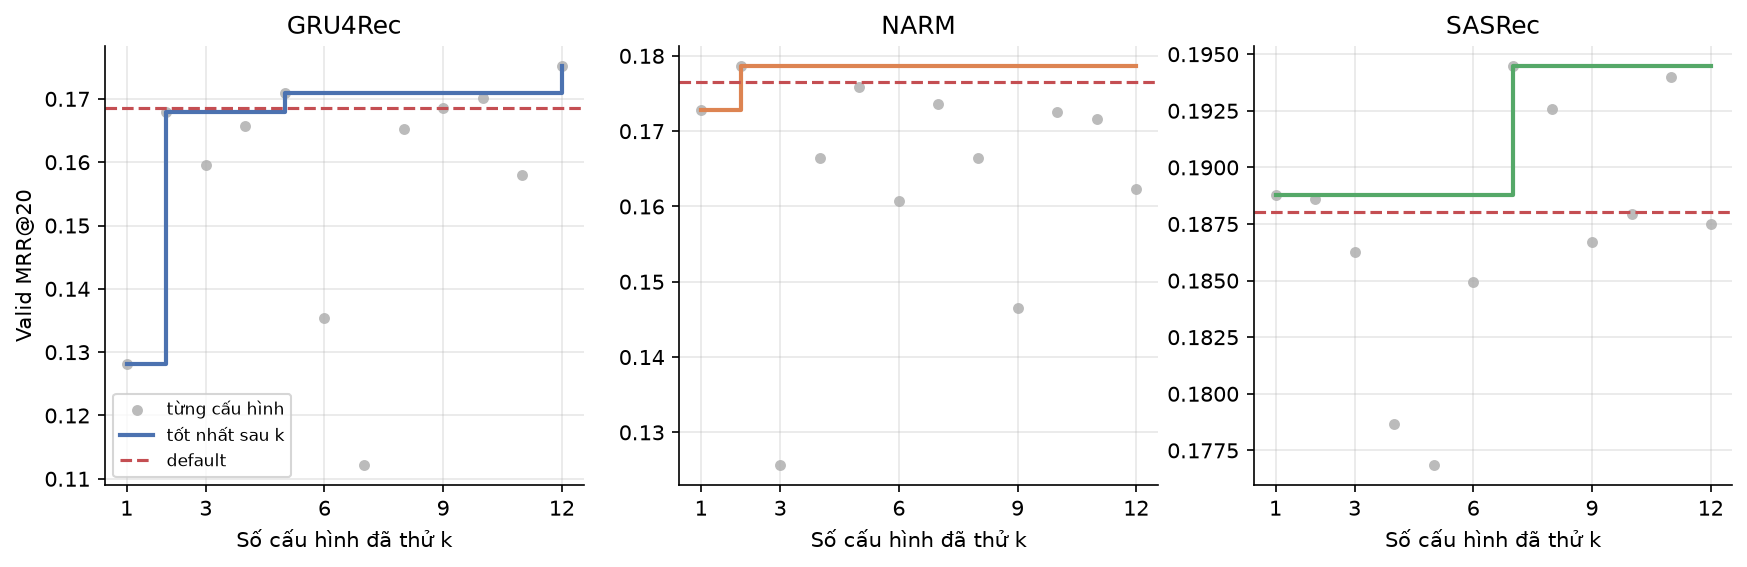 GRU4Rec
NARM
SASRec
Valid MRR@20
0.17
0.16
0.15
0.14
0.13
0.12
0.11
từng cấu hình
tốt nhất sau k
default
1 3 6 9 12
Số cấu hình đã thử k
0.18
0.17
0.16
0.15
0.14
0.13
1 3 6 9 12
Số cấu hình đã thử k
0.1950
0.1925
0.1900
0.1875
0.1850
0.1825
0.1800
0.1775
1 3 6 9 12
Số cấu hình đã thử k